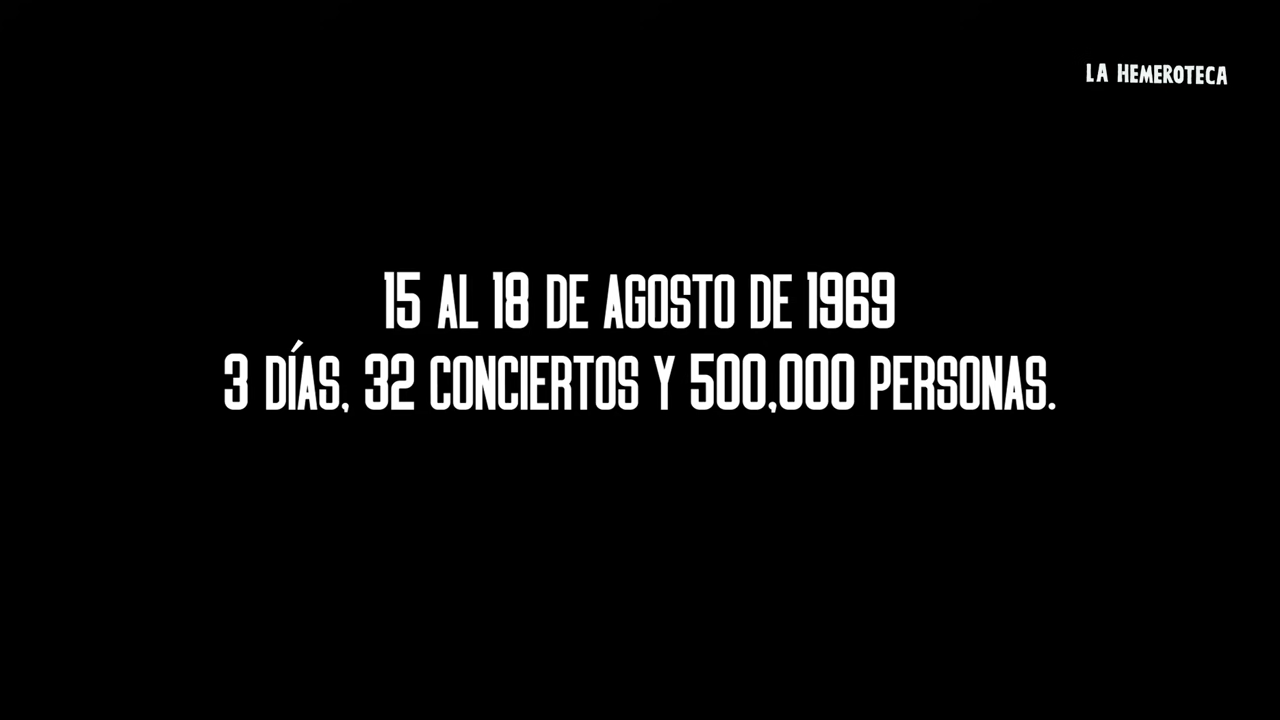 LA HEMEROTECA
15 AL 18 DE AGOSTO DE 1969
3 DÍAS, 32 CONCIERTOS Y 500,000 PERSONAS.